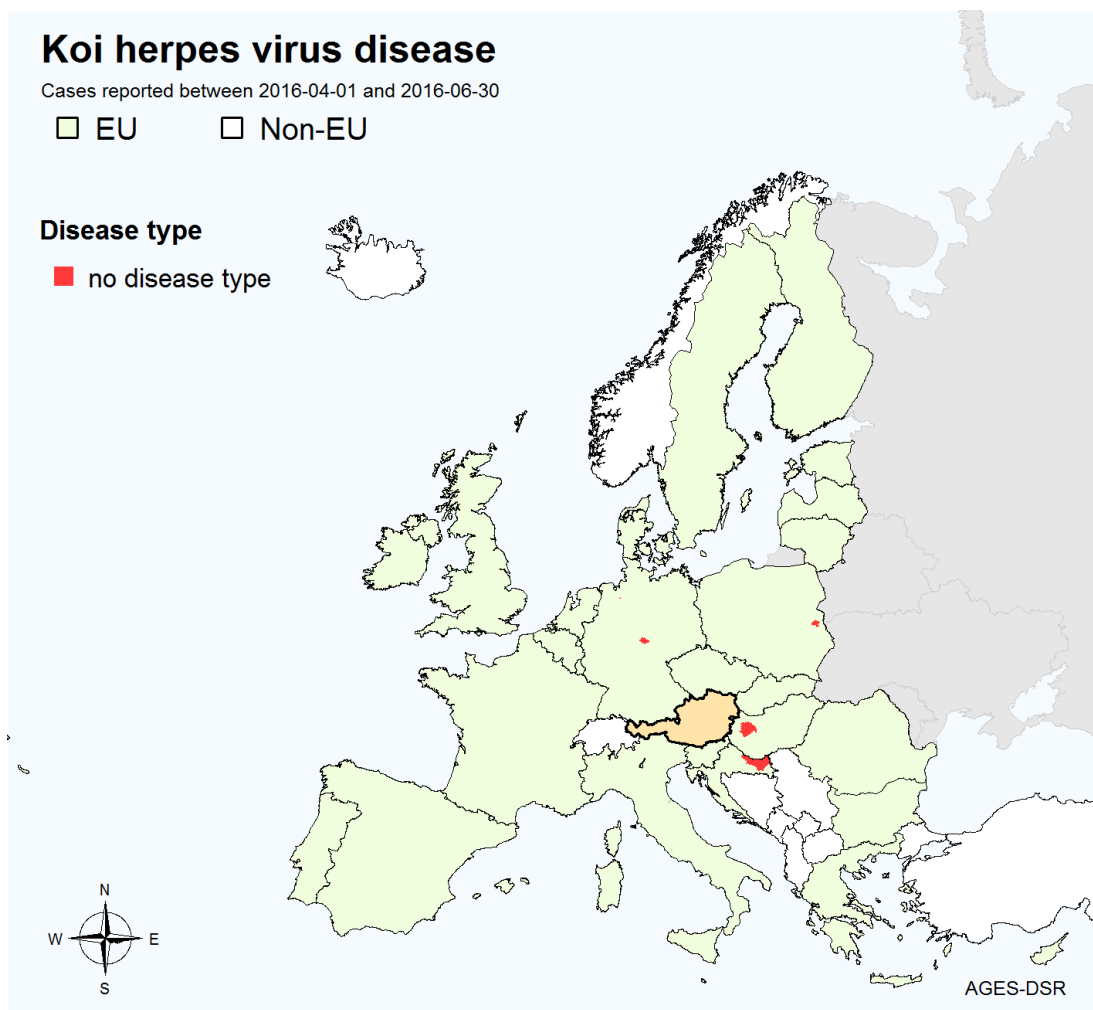 Koi herpes virus disease
Cases reported between 2016-04-01 and 2016-06-30
EU Non-EU
Disease type
no disease type
N
W E
S
AGES-DSR